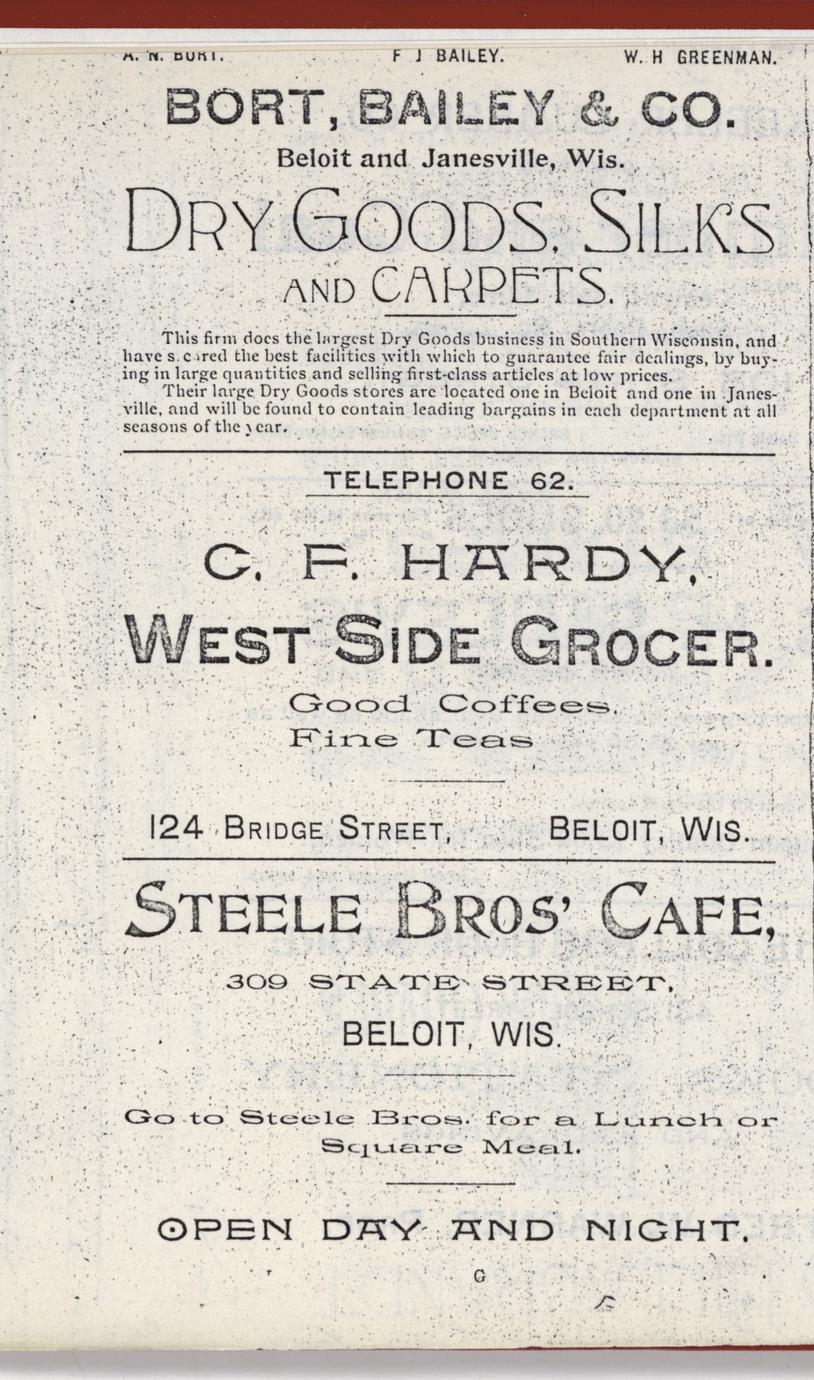 A. N. BORT. F J BAILEY. W. H GREENMAN.
BORT, BAILEY & CO.
Beloit and Janesville, Wis.
DRY GOODS, SILKS
AND CARPETS.
This firm does the largest Dry Goods business in Southern Wisconsin, and
have s.cured the best facilities with which to guarantee fair dealings, by buy-
ing in large quantities and selling first-class articles at low prices.
Their large Dry Goods stores are located one in Beloit and one in Janes-
ville, and will be found to contain leading bargains in each department at all
seasons of the year.
TELEPHONE 62.
C. F. HARDY,
WEST SIDE GROCER.
Good Coffees.
Fine Teas
124 BRIDGE STREET, BELOIT, WIS.
STEELE BROS' CAFE,
309 STATE STREET,
BELOIT, WIS.
Go to Steele Bros. for a Lunch or
Square Meal.
OPEN DAY AND NIGHT.
G